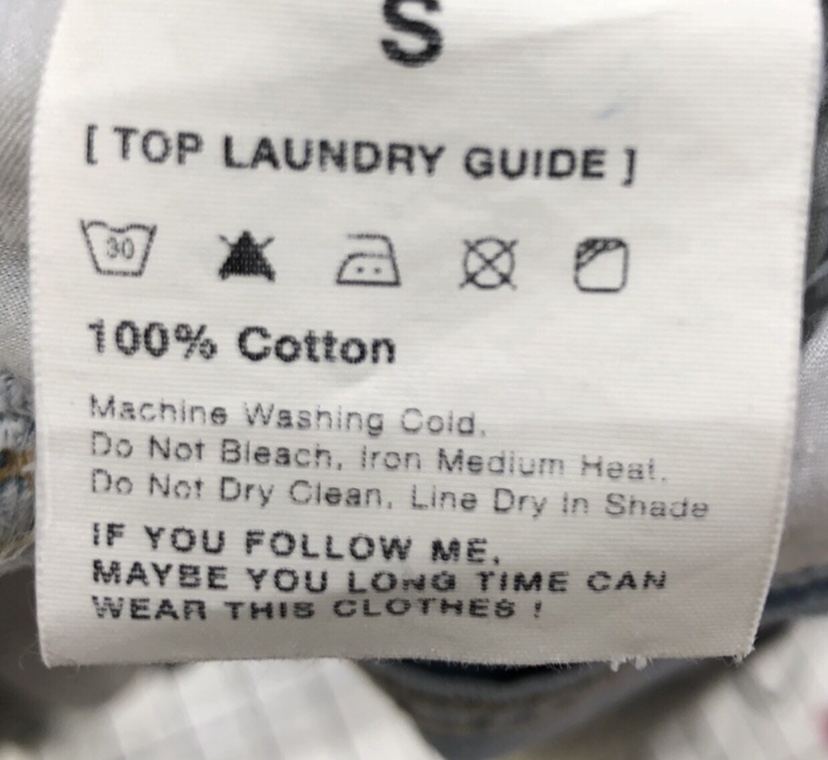 S
[ TOP LAUNDRY GUIDE ]
30
100% Cotton
Machine Washing Cold.
Do Not Bleach, Iron Medium Heat.
Do Not Dry Clean, Line Dry In Shade
IF YOU FOLLOW ME,
MAYBE YOU LONG TIME CAN
WEAR THIS CLOTHES !